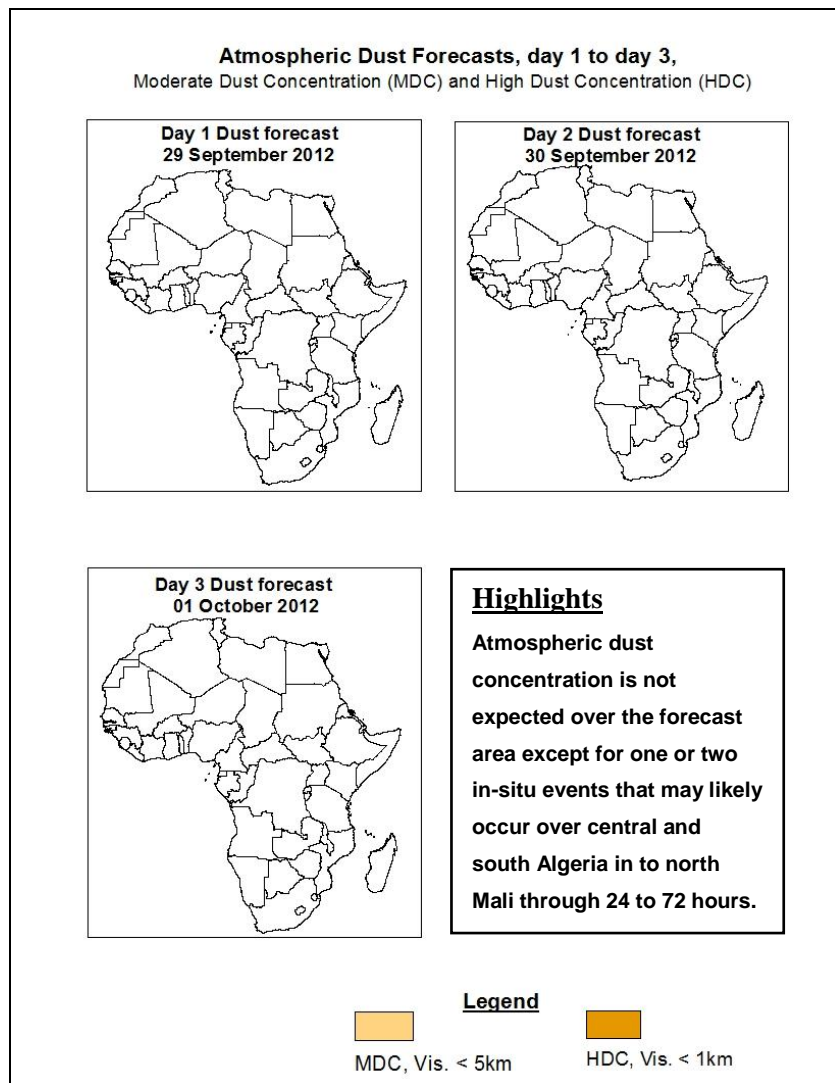 Atmospheric Dust Forecasts, day 1 to day 3,
Moderate Dust Concentration (MDC) and High Dust Concentration (HDC)
Day 1 Dust forecast
29 September 2012
Day 2 Dust forecast
30 September 2012
Day 3 Dust forecast
01 October 2012
Highlights
Atmospheric dust
concentration is not
expected over the forecast
area except for one or two
in-situ events that may likely
occur over central and
south Algeria in to north
Mali through 24 to 72 hours.
Legend
MDC, Vis. < 5km
HDC, Vis. < 1km